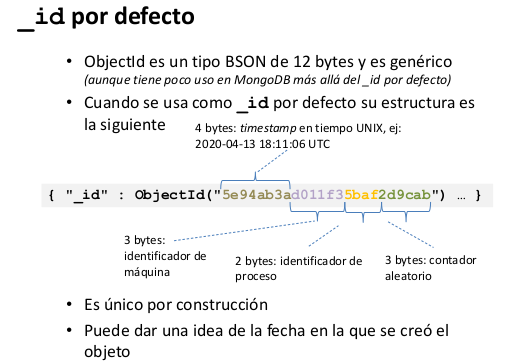 _id por defecto
• ObjectId es un tipo BSON de 12 bytes y es genérico
(aunque tiene poco uso en MongoDB más allá del _id por defecto)
• Cuando se usa como _id por defecto su estructura es
la siguiente
4 bytes: timestamp en tiempo UNIX, ej:
2020-04-13 18:11:06 UTC
{ "_id" : ObjectId("5e94ab3ad011f35baf2d9cab") … }
3 bytes:
identificador de
máquina
2 bytes: identificador de
proceso
3 bytes: contador
aleatorio
• Es único por construcción
• Puede dar una idea de la fecha en la que se creó el
objeto